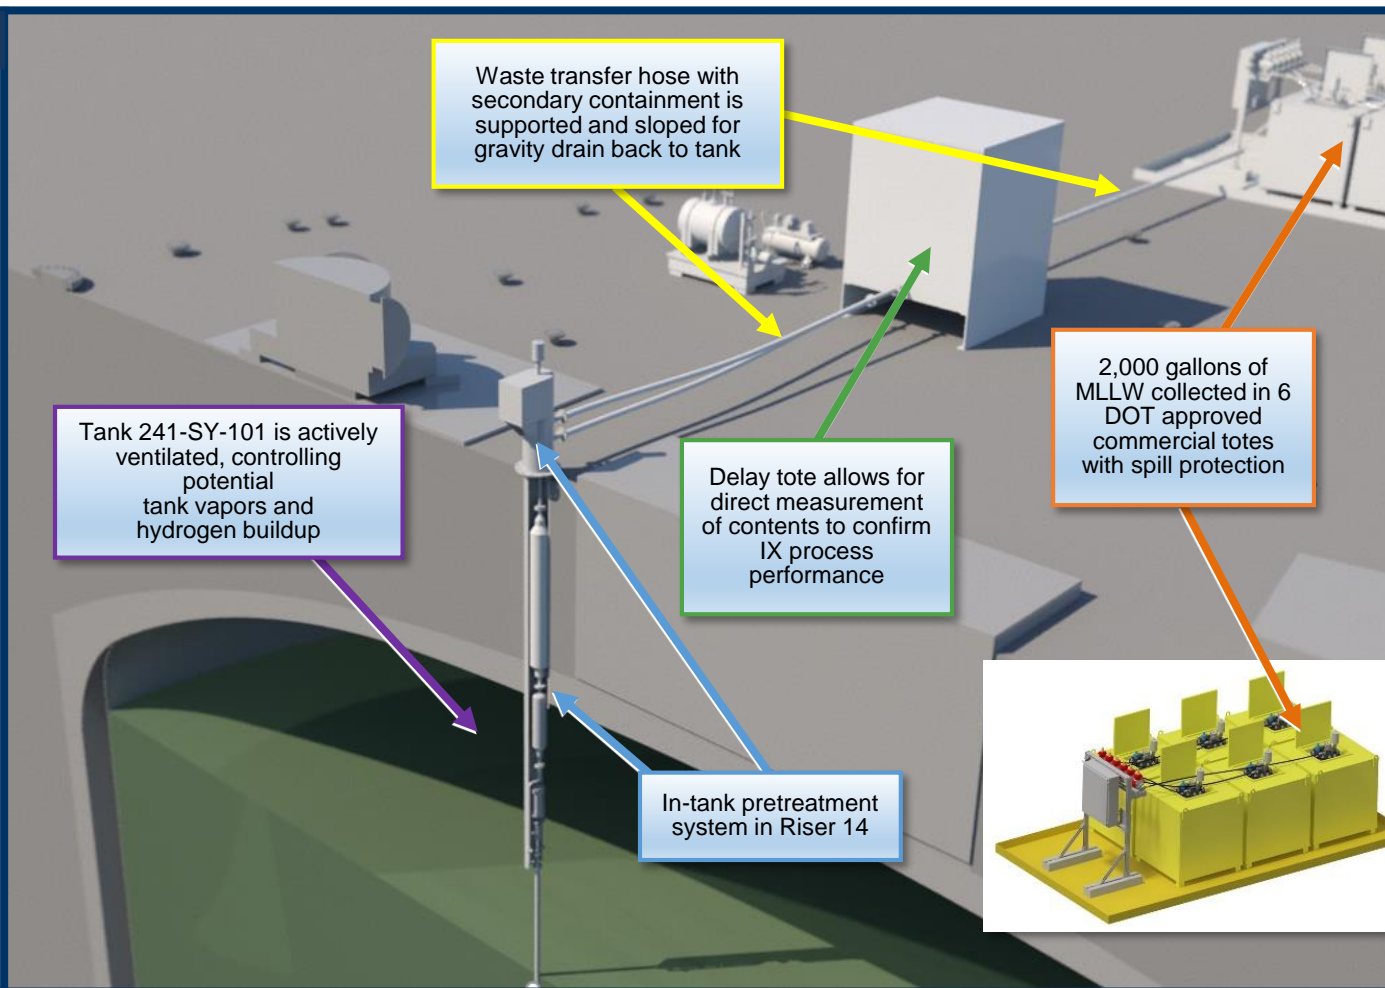 Waste transfer hose with
secondary containment is
supported and sloped for
gravity drain back to tank
2,000 gallons of
MLLW collected in 6
DOT approved
commercial totes
with spill protection
Tank 241-SY-101 is actively
ventilated, controlling
potential
tank vapors and
hydrogen buildup
Delay tote allows for
direct measurement
of contents to confirm
IX process
performance
In-tank pretreatment
system in Riser 14